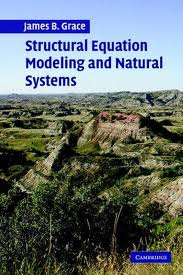 James B. Grace
Structural Equation
Modeling and Natural
Systems
CAMBRIDGE